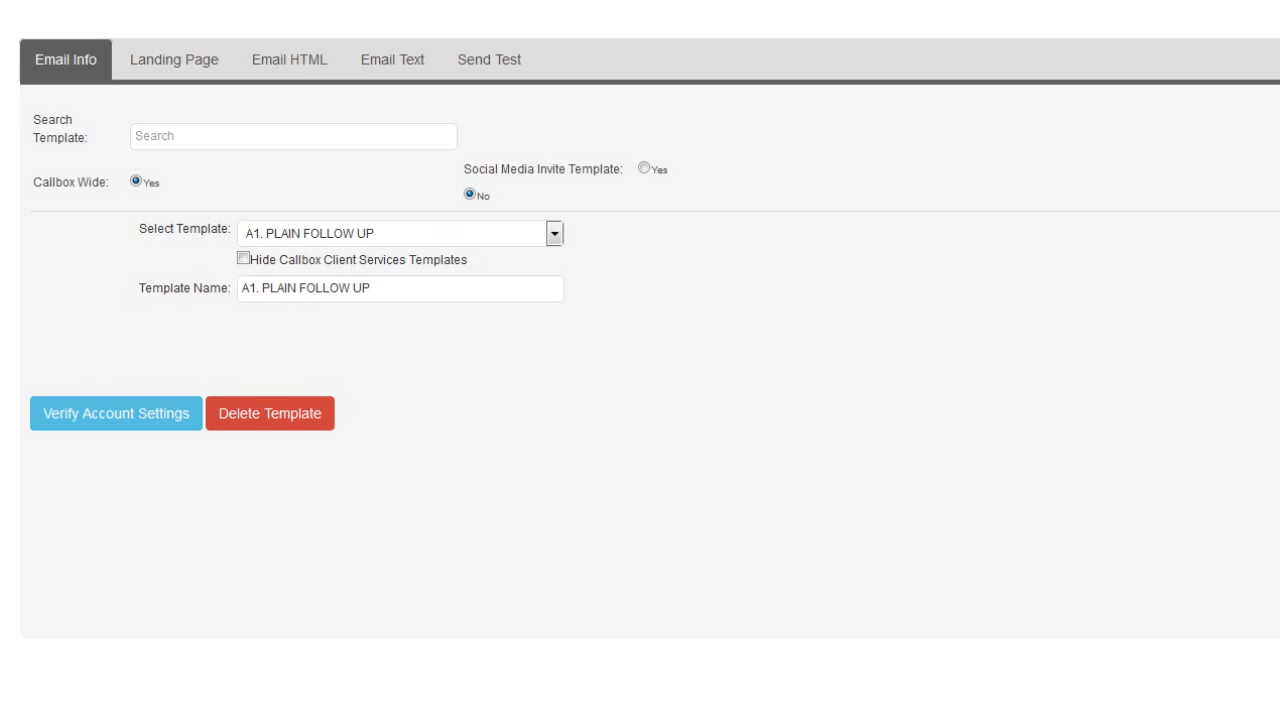 Email Info Landing Page Email HTML Email Text Send Test
Search
Template:
Search
Social Media Invite Template: Yes
Callbox Wide: Yes
No
Select Template: A1. PLAIN FOLLOW UP
Hide Callbox Client Services Templates
Template Name: A1. PLAIN FOLLOW UP
Verify Account Settings Delete Template